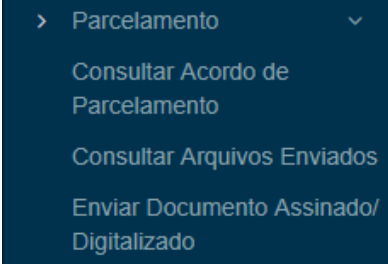 Parcelamento
Consultar Acordo de
Parcelamento
Consultar Arquivos Enviados
Enviar Documento Assinado/
Digitalizado